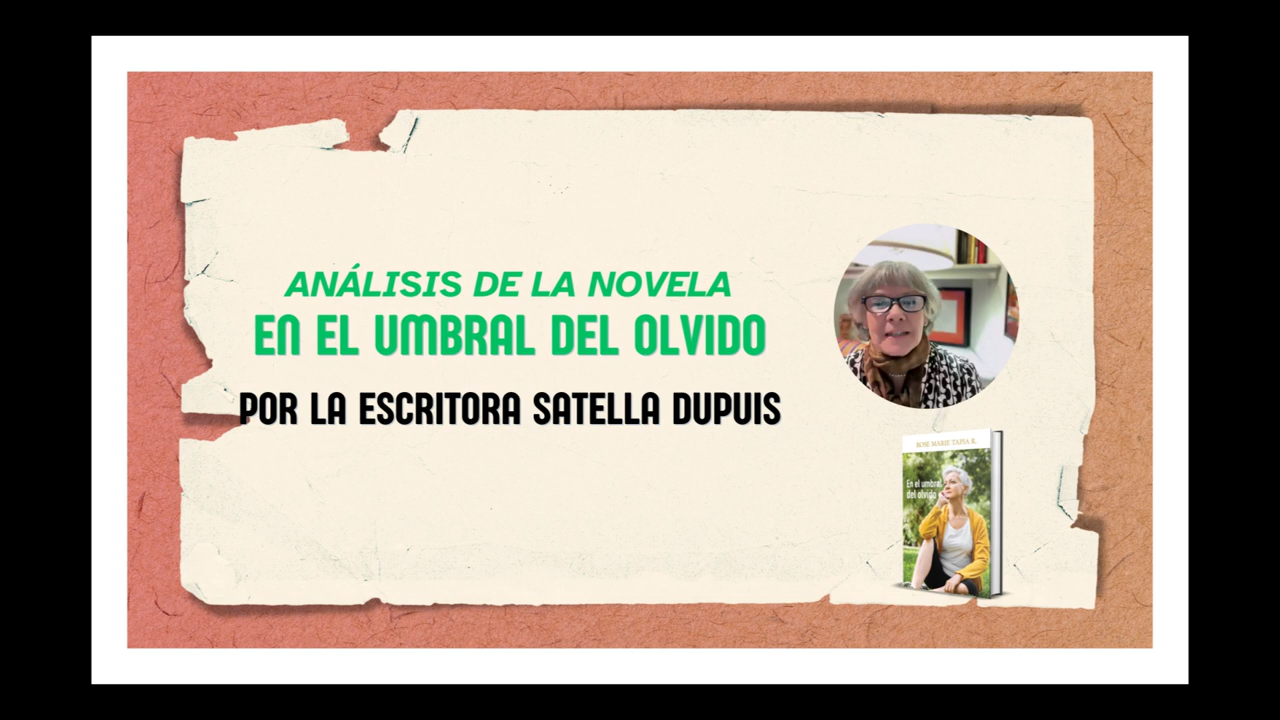 ANÁLISIS DE LA NOVELA
EN EL UMBRAL DEL OLVIDO
POR LA ESCRITORA SATELLA DUPUIS
ROSE MARIE TAPIA R.
En el umbral
del olvido